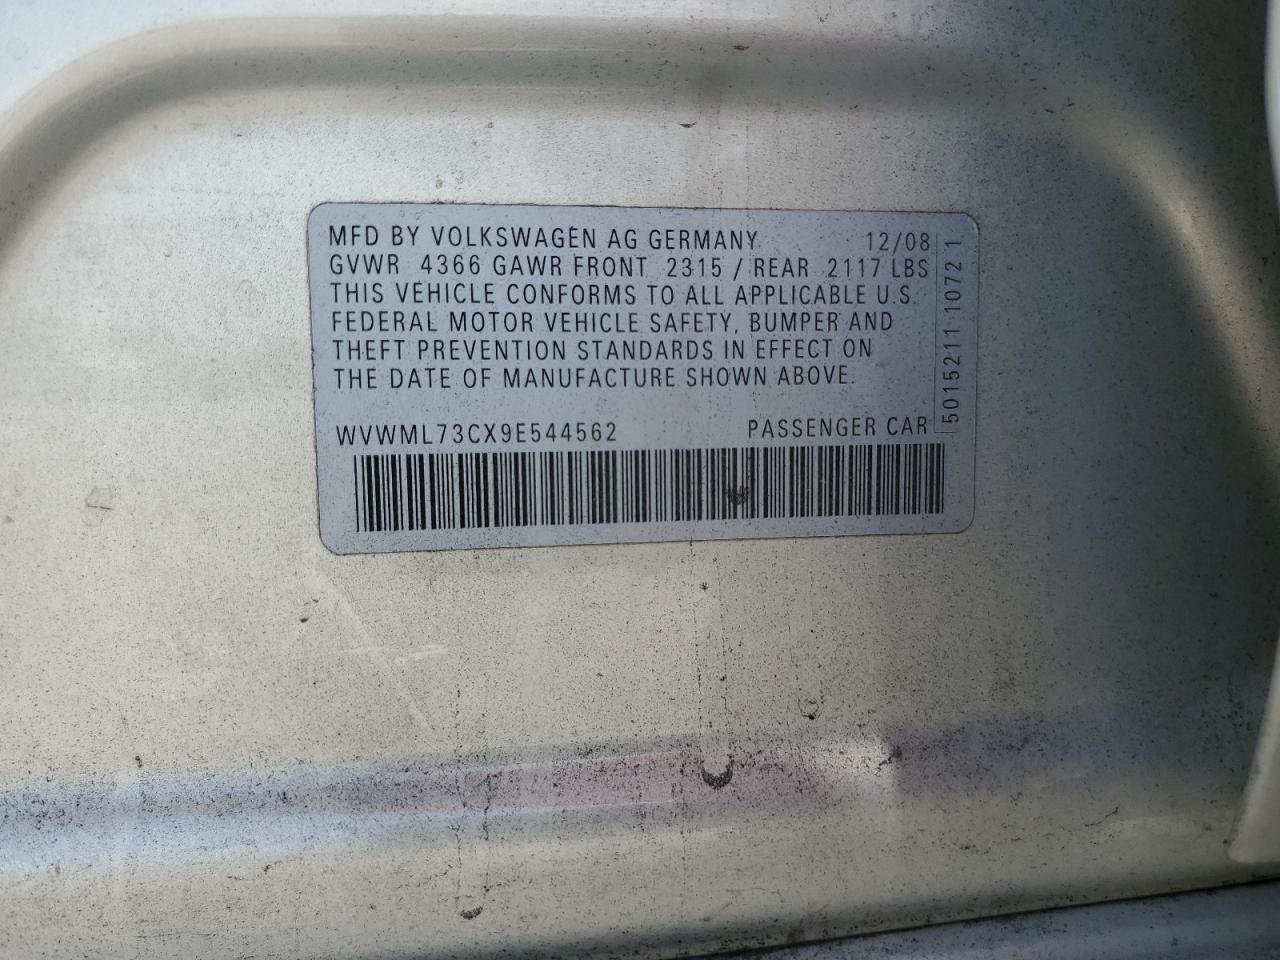 MFD BY VOLKSWAGEN AG GERMANY 12/08
GVWR 4366 GAWR FRONT 2315 / REAR 2117 LBS
THIS VEHICLE CONFORMS TO ALL APPLICABLE U.S.
FEDERAL MOTOR VEHICLE SAFETY, BUMPER AND
THEFT PREVENTION STANDARDS IN EFFECT ON
THE DATE OF MANUFACTURE SHOWN ABOVE.
WVWML73CX9E544562 PASSENGER CAR
5015211 1072 1